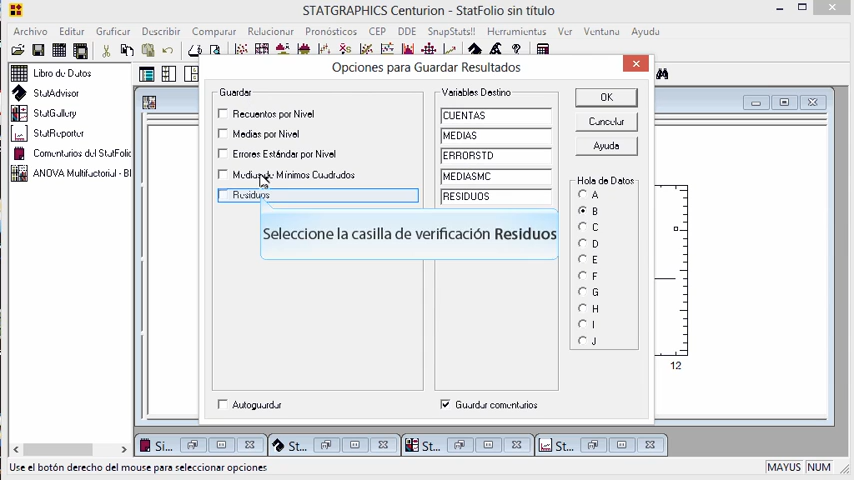 STATGRAPHICS Centurion - StatFolio sin título
Archivo Editar Graficar Describir Comparar Relacionar Pronósticos CEP DDE SnapStats!! Herramientas Ver Ventana Ayuda
Opciones para Guardar Resultados
Libro de Datos
StatAdvisor
StatGallery
StatReporter
Comentarios del StatFolio
ANOVA Multifactorial - BI
Guardar
Recuentos por Nivel
Medias por Nivel
Errores Estándar por Nivel
Medias de Mínimos Cuadrados
Residuos
Seleccione la casilla de verificación Residuos
Autoguardar
Variables Destino
CUENTAS
MEDIAS
ERRORSTD
MEDIASMC
RESIDUOS
Guardar comentarios
OK
Cancelar
Ayuda
Hoja de Datos
A
B
C
D
E
F
G
H
I
J
12
Si...
St...
St...
St...
Use el botón derecho del mouse para seleccionar opciones
MAYUS NUM